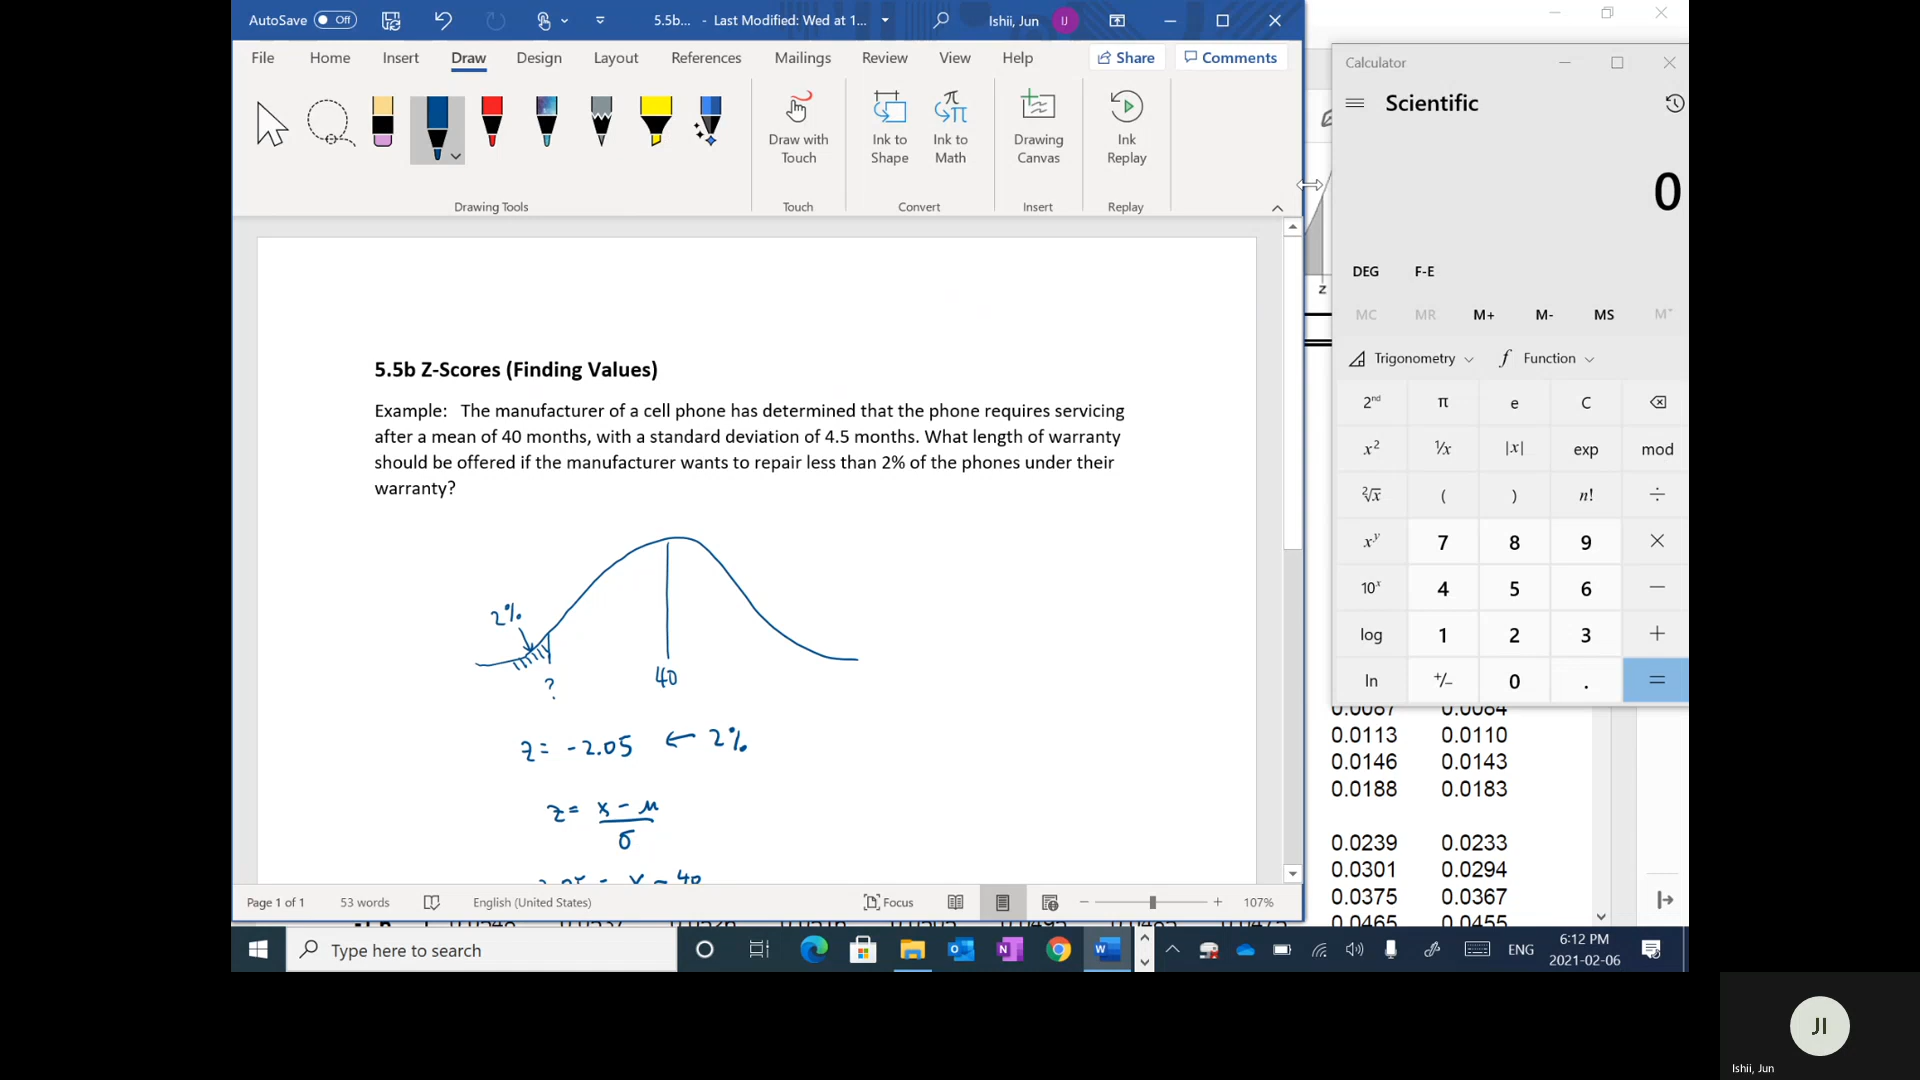 AutoSave Off 5.5b... - Last Modified: Wed at 1... Ishii, Jun IJ
File Home Insert Draw Design Layout References Mailings Review View Help Share Comments
Draw with Touch
Ink to Shape
Ink to Math
Drawing Canvas
Ink Replay
Drawing Tools Touch Convert Insert Replay
5.5b Z-Scores (Finding Values)
Example: The manufacturer of a cell phone has determined that the phone requires servicing
after a mean of 40 months, with a standard deviation of 4.5 months. What length of warranty
should be offered if the manufacturer wants to repair less than 2% of the phones under their
warranty?
2%
? 40
z = -2.05 ← 2%
z = x - μ
σ
Page 1 of 1 53 words English (United States) Focus 107%
Calculator
Scientific
0
DEG F-E
MC MR M+ M- MS M˅
Trigonometry f Function
2nd π e C
x² ¹/x |x| exp mod
²√x ( ) n! ÷
xʸ 7 8 9 ×
10ˣ 4 5 6 −
log 1 2 3 +
ln +/− 0 . =
z
0.0087 0.0084
0.0113 0.0110
0.0146 0.0143
0.0188 0.0183
0.0239 0.0233
0.0301 0.0294
0.0375 0.0367
0.0465 0.0455
Type here to search
ENG
6:12 PM
2021-02-06
JI
Ishii, Jun